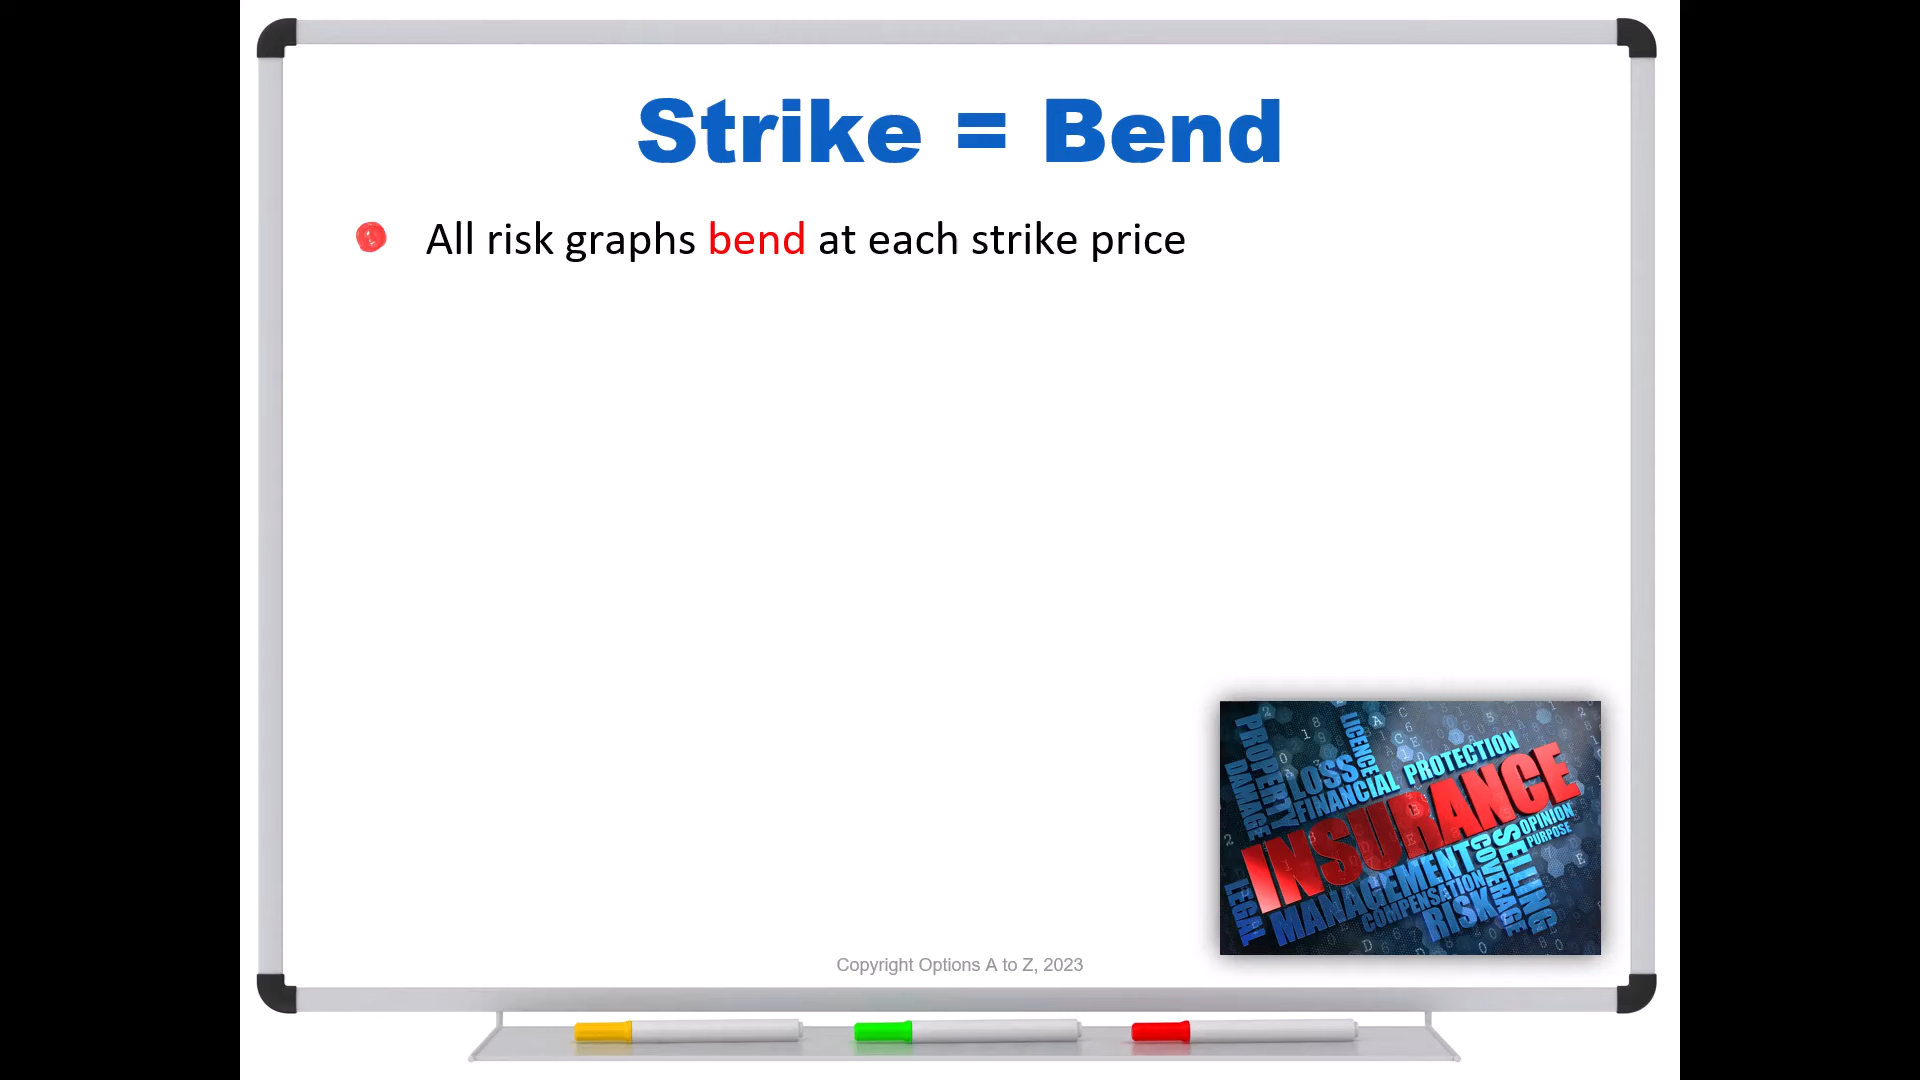 Strike = Bend
All risk graphs bend at each strike price
PROPERTY
DAMAGE
LICENCE
LOSS
FINANCIAL PROTECTION
INSURANCE
OPINION
PURPOSE
SELLING
COVERAGE
MANAGEMENT
COMPENSATION
RISK
LEGAL
Copyright Options A to Z, 2023